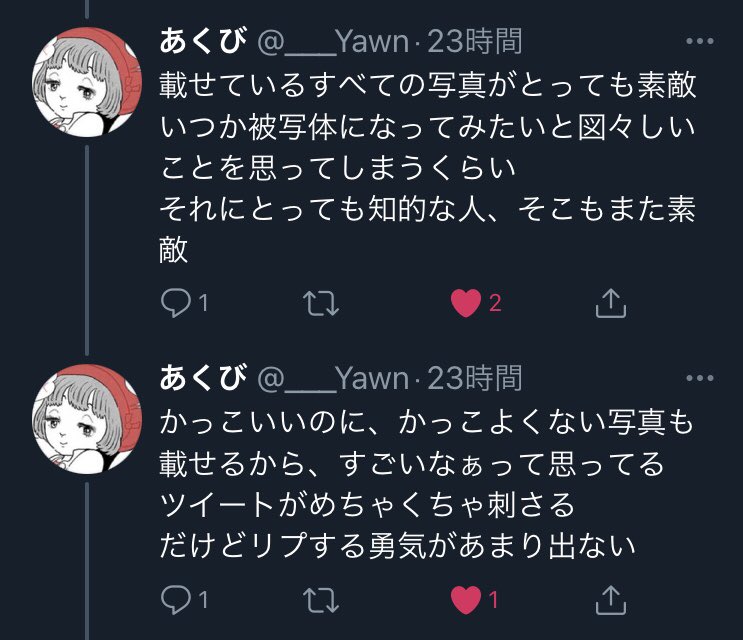 あくび @___Yawn · 23時間
載せているすべての写真がとっても素敵
いつか被写体になってみたいと図々しい
ことを思ってしまうくらい
それにとっても知的な人、そこもまた素
敵
1 2
あくび @___Yawn · 23時間
かっこいいのに、かっこよくない写真も
載せるから、すごいなぁって思ってる
ツイートがめちゃくちゃ刺さる
だけどリプする勇気があまり出ない
1 1